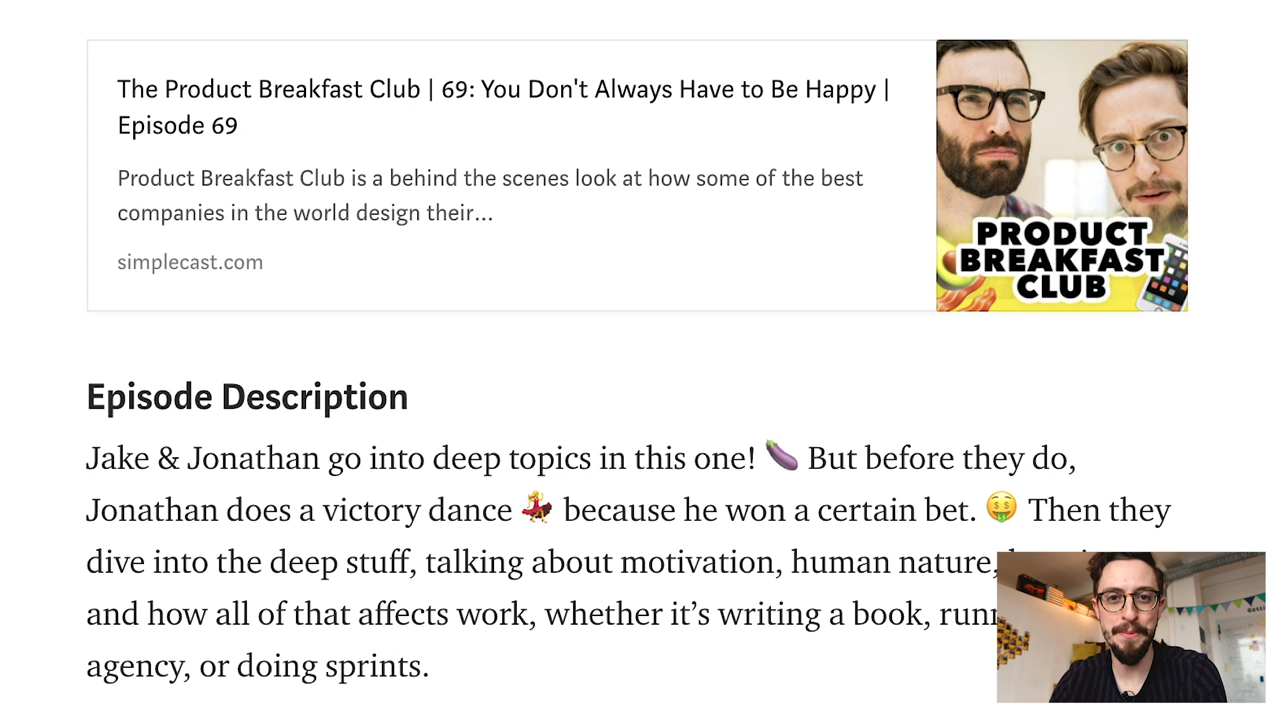 The Product Breakfast Club | 69: You Don't Always Have to Be Happy |
Episode 69
Product Breakfast Club is a behind the scenes look at how some of the best
companies in the world design their...
simplecast.com
PRODUCT
BREAKFAST
CLUB
Episode Description
Jake & Jonathan go into deep topics in this one! 🍆 But before they do,
Jonathan does a victory dance 💃 because he won a certain bet. 🤑 Then they
dive into the deep stuff, talking about motivation, human nature,
and how all of that affects work, whether it’s writing a book,
agency, or doing sprints.